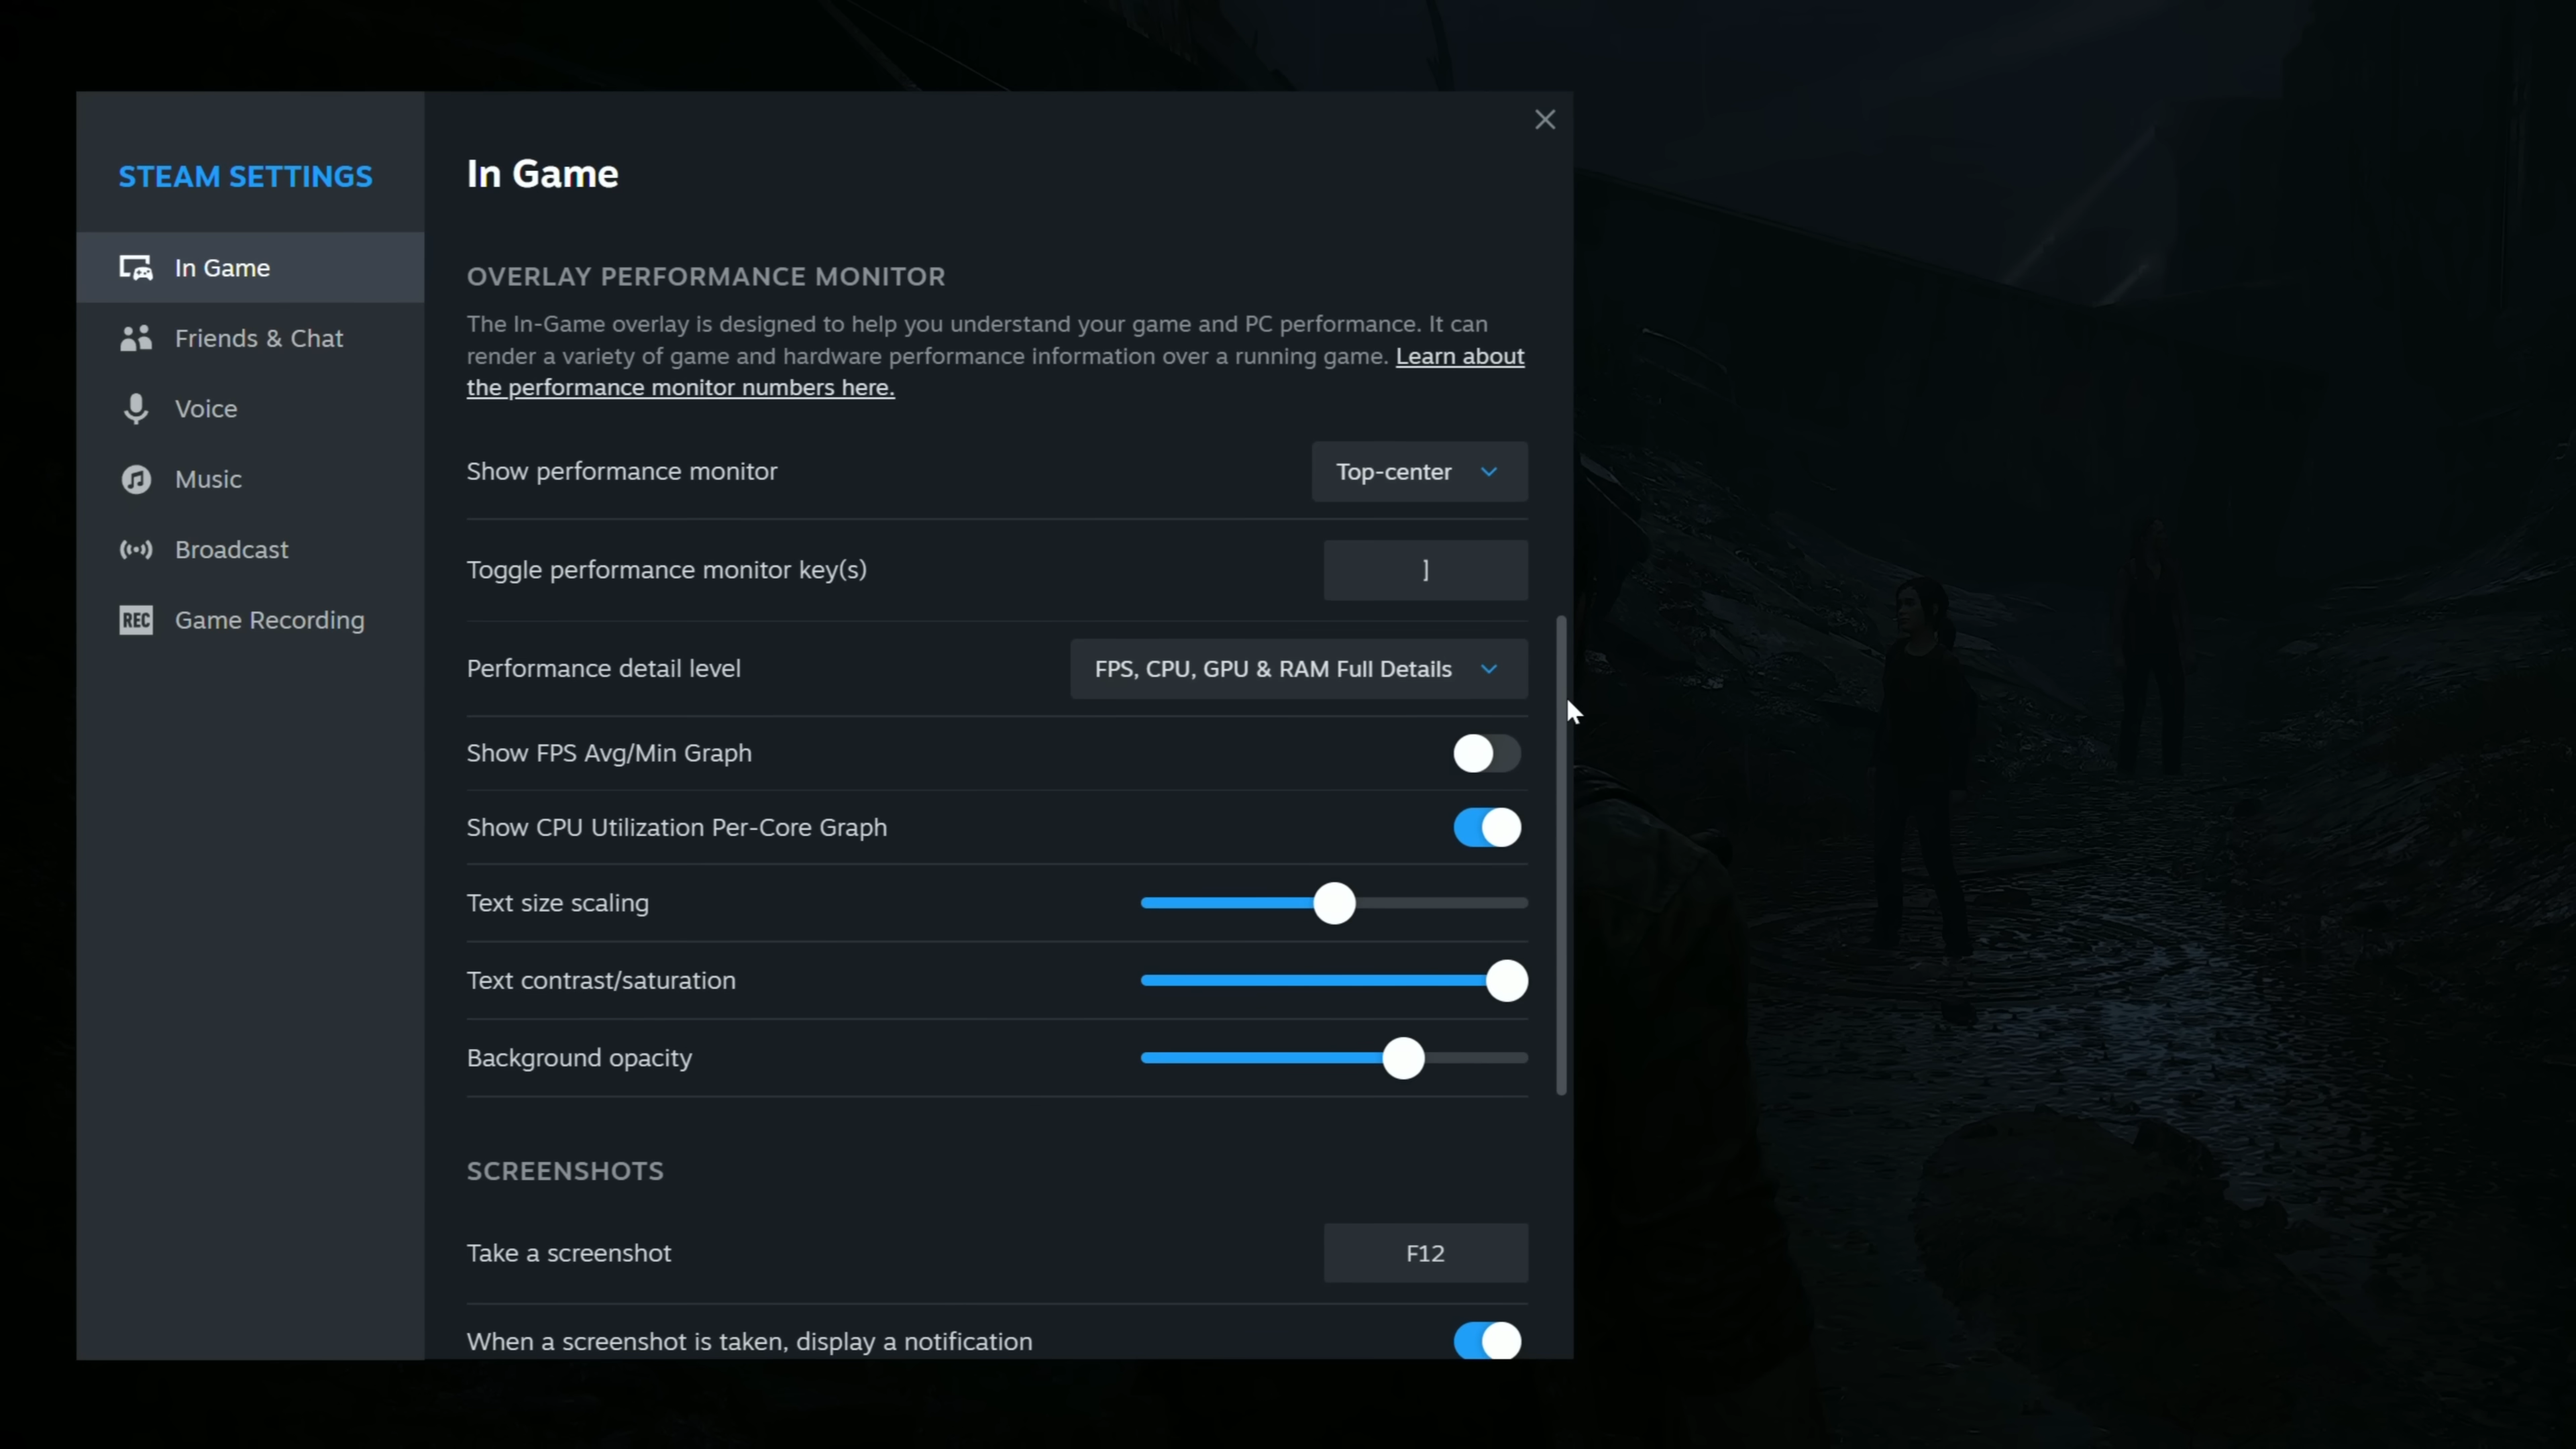 STEAM SETTINGS
In Game
Friends & Chat
Voice
Music
Broadcast
REC Game Recording
In Game
OVERLAY PERFORMANCE MONITOR
The In-Game overlay is designed to help you understand your game and PC performance. It can
render a variety of game and hardware performance information over a running game. Learn about
the performance monitor numbers here.
Show performance monitor Top-center
Toggle performance monitor key(s) ]
Performance detail level FPS, CPU, GPU & RAM Full Details
Show FPS Avg/Min Graph
Show CPU Utilization Per-Core Graph
Text size scaling
Text contrast/saturation
Background opacity
SCREENSHOTS
Take a screenshot F12
When a screenshot is taken, display a notification